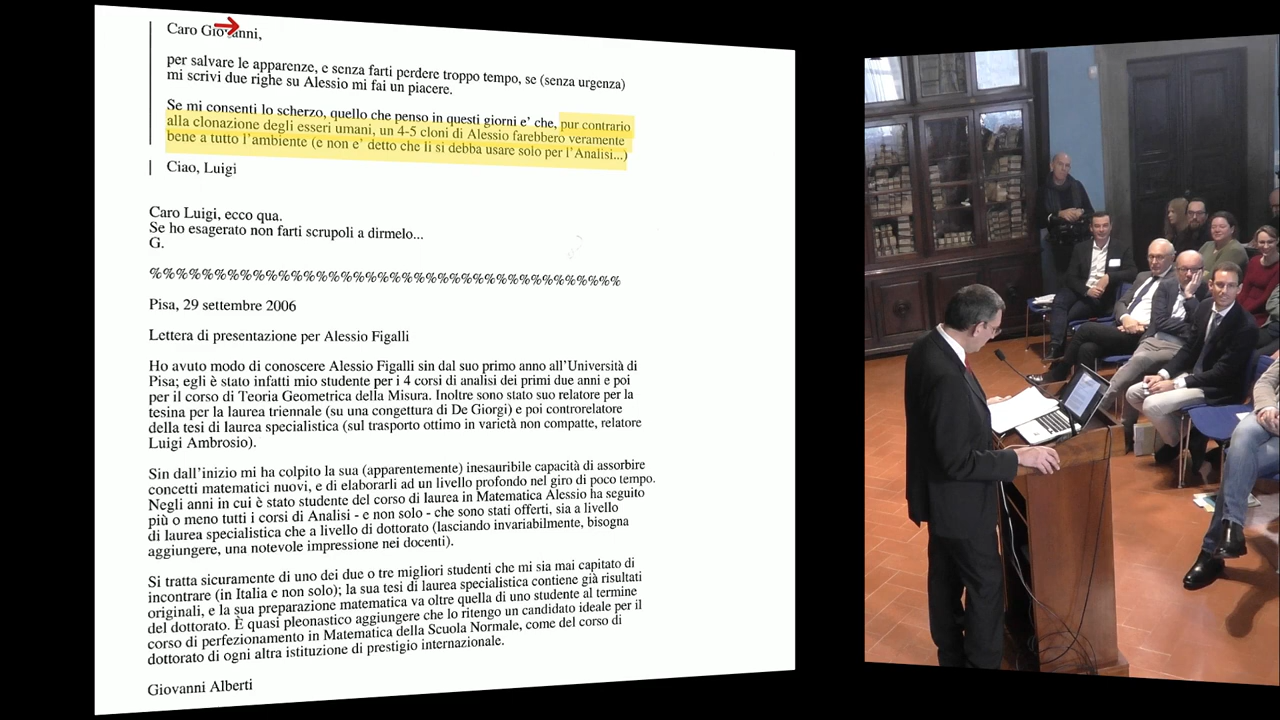 Caro Giovanni,
per salvare le apparenze, e senza farti perdere troppo tempo, se (senza urgenza)
mi scrivi due righe su Alessio mi fai un piacere.
Se mi consenti lo scherzo, quello che penso in questi giorni e' che, pur contrario
alla clonazione degli esseri umani, un 4-5 cloni di Alessio farebbero veramente
bene a tutto l'ambiente (e non e' detto che li si debba usare solo per l'Analisi...)
Ciao, Luigi
Caro Luigi, ecco qua.
Se ho esagerato non farti scrupoli a dirmelo...
G.
%%%%%%%%%%%%%%%%%%%%%%%%%%%%%%%%%%%%
Pisa, 29 settembre 2006
Lettera di presentazione per Alessio Figalli
Ho avuto modo di conoscere Alessio Figalli sin dal suo primo anno all'Università di
Pisa; egli è stato infatti mio studente per i 4 corsi di analisi dei primi due anni e poi
per il corso di Teoria Geometrica della Misura. Inoltre sono stato suo relatore per la
tesina per la laurea triennale (su una congettura di De Giorgi) e poi controrelatore
della tesi di laurea specialistica (sul trasporto ottimo in varietà non compatte, relatore
Luigi Ambrosio).
Sin dall'inizio mi ha colpito la sua (apparentemente) inesauribile capacità di assorbire
concetti matematici nuovi, e di elaborarli ad un livello profondo nel giro di poco tempo.
Negli anni in cui è stato studente del corso di laurea in Matematica Alessio ha seguito
più o meno tutti i corsi di Analisi - e non solo - che sono stati offerti, sia a livello
di laurea specialistica che a livello di dottorato (lasciando invariabilmente, bisogna
aggiungere, una notevole impressione nei docenti).
Si tratta sicuramente di uno dei due o tre migliori studenti che mi sia mai capitato di
incontrare (in Italia e non solo); la sua tesi di laurea specialistica contiene già risultati
originali, e la sua preparazione matematica va oltre quella di uno studente al termine
del dottorato. È quasi pleonastico aggiungere che lo ritengo un candidato ideale per il
corso di perfezionamento in Matematica della Scuola Normale, come del corso di
dottorato di ogni altra istituzione di prestigio internazionale.
Giovanni Alberti